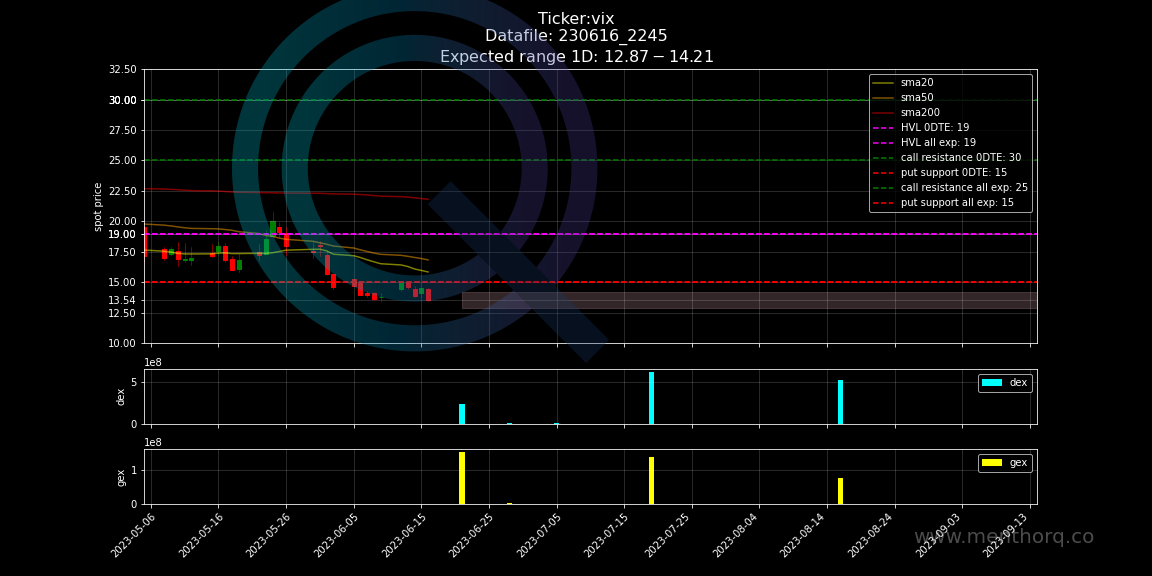 Ticker:vix
Datafile: 230616_2245
Expected range 1D: 12.87 − 14.21
32.50
30.00
27.50
25.00
22.50
20.00
19.00
17.50
15.00
13.54
12.50
10.00
spot price
sma20
sma50
sma200
HVL 0DTE: 19
HVL all exp: 19
call resistance 0DTE: 30
put support 0DTE: 15
call resistance all exp: 25
put support all exp: 15
1e8
5
0
dex
dex
1e8
1
0
gex
gex
2023-05-06
2023-05-16
2023-05-26
2023-06-05
2023-06-15
2023-06-25
2023-07-05
2023-07-15
2023-07-25
2023-08-04
2023-08-14
2023-08-24
2023-09-03
2023-09-13
www.menthorq.co